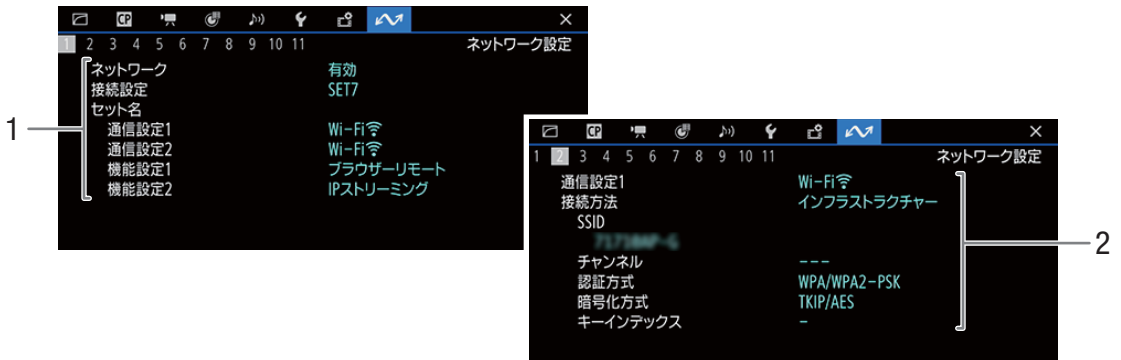 CP
×
1 2 3 4 5 6 7 8 9 10 11 ネットワーク設定
ネットワーク 有効
接続設定 SET7
セット名
通信設定1 Wi-Fi
通信設定2 Wi-Fi
機能設定1 ブラウザーリモート
機能設定2 IPストリーミング
1
CP
×
1 2 3 4 5 6 7 8 9 10 11 ネットワーク設定
通信設定1 Wi-Fi
接続方法 インフラストラクチャー
SSID
チャンネル ---
認証方式 WPA/WPA2-PSK
暗号化方式 TKIP/AES
キーインデックス -
2